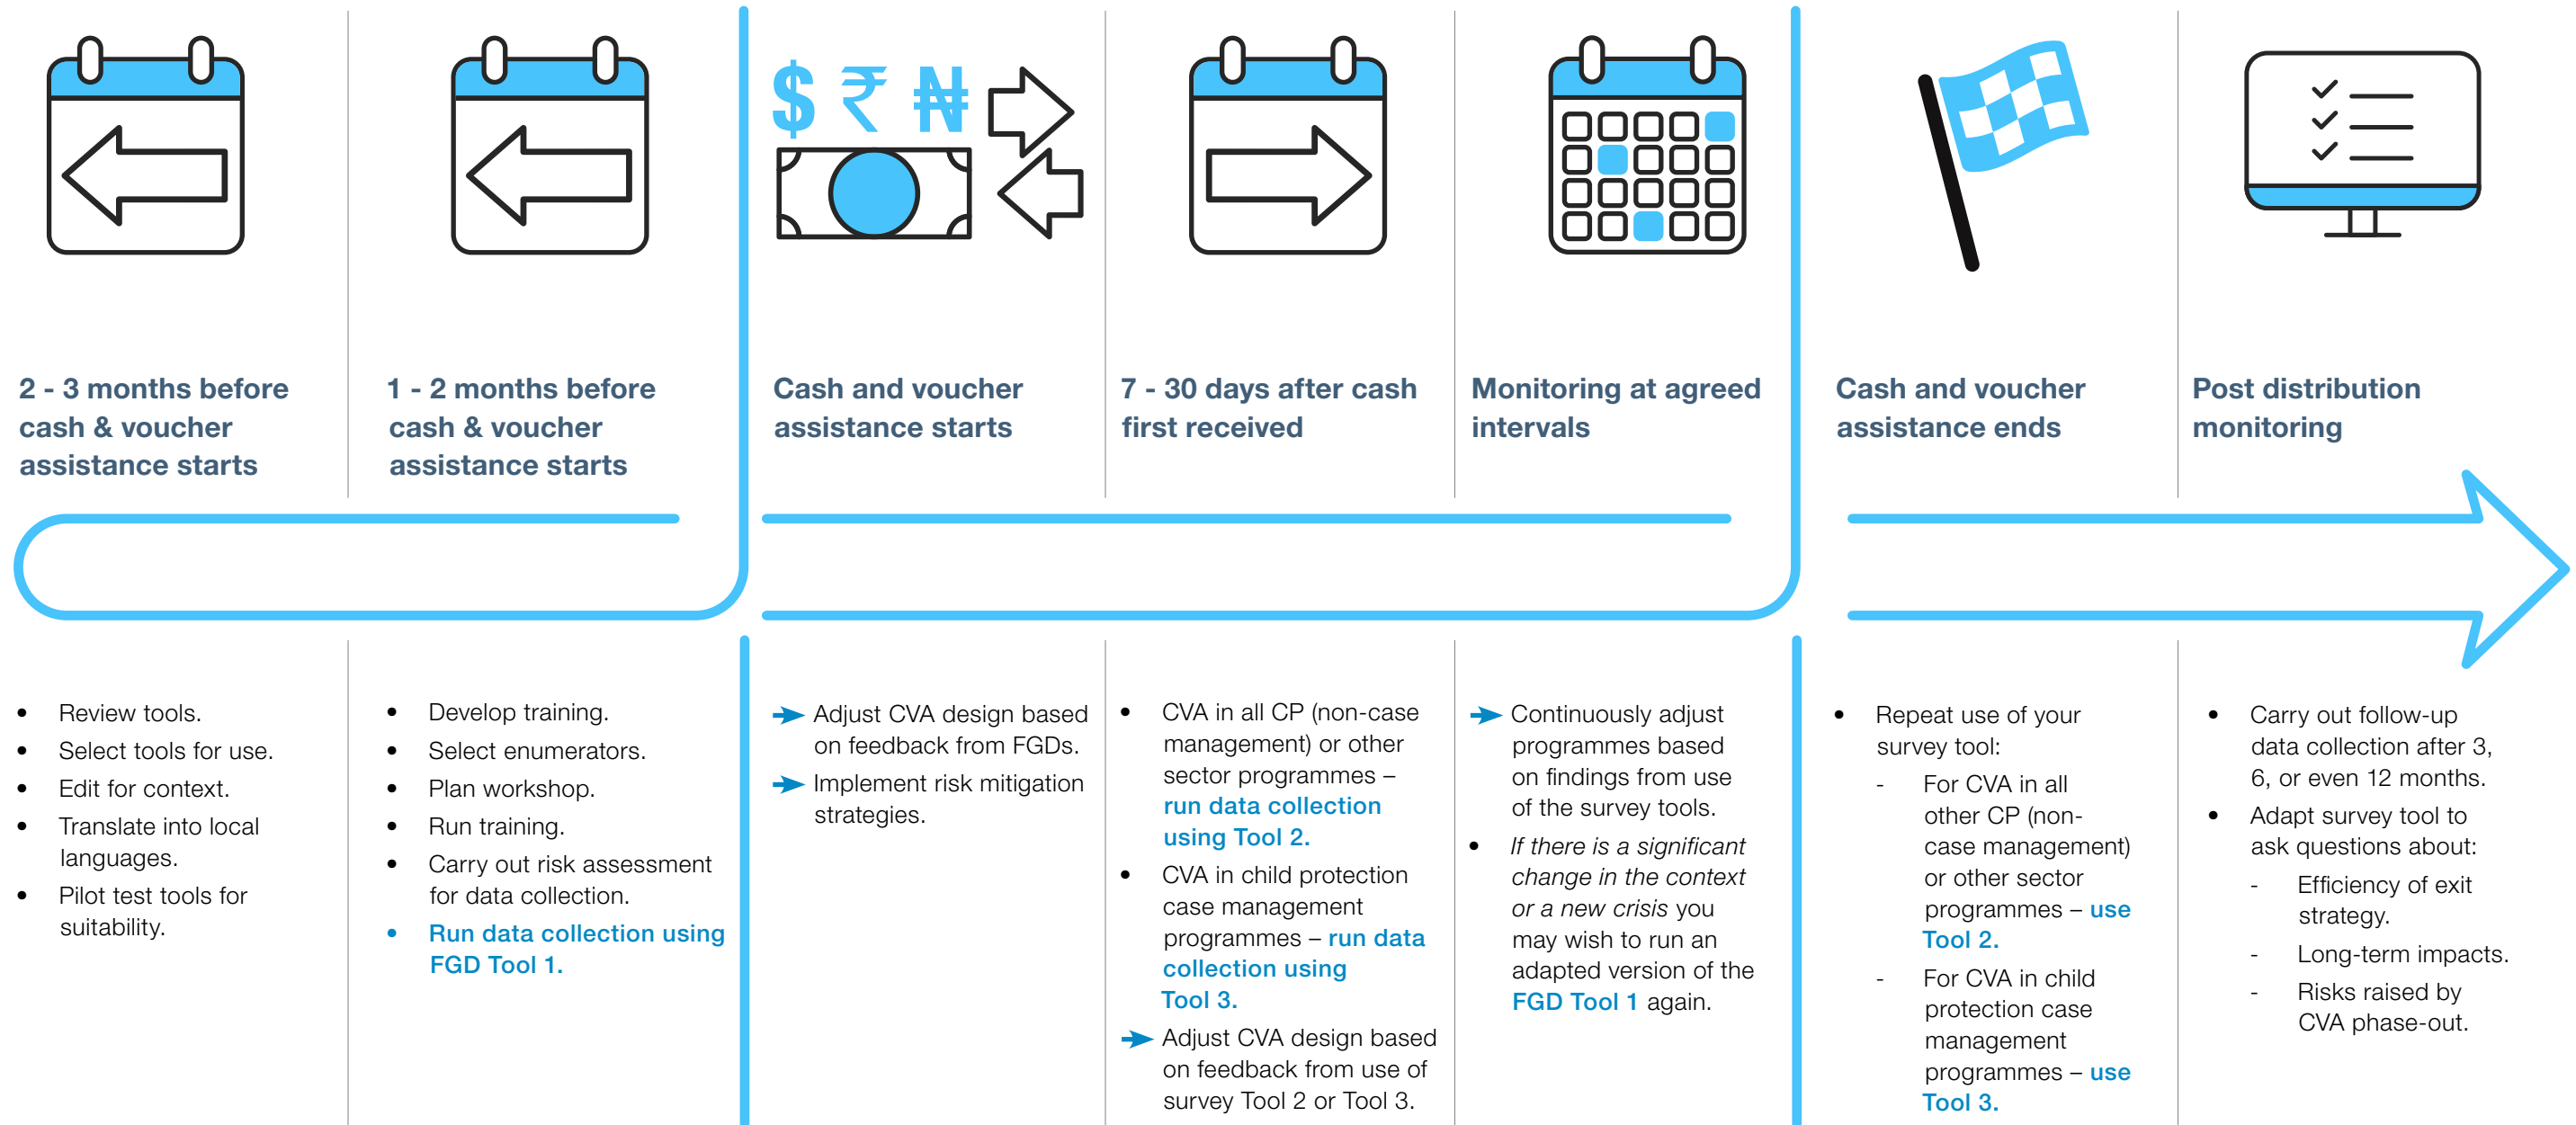 $ ₹ ₦
2 - 3 months before
cash & voucher
assistance starts
1 - 2 months before
cash & voucher
assistance starts
Cash and voucher
assistance starts
7 - 30 days after cash
first received
Monitoring at agreed
intervals
Cash and voucher
assistance ends
Post distribution
monitoring
• Review tools.
• Select tools for use.
• Edit for context.
• Translate into local
languages.
• Pilot test tools for
suitability.
• Develop training.
• Select enumerators.
• Plan workshop.
• Run training.
• Carry out risk assessment
for data collection.
• Run data collection using
FGD Tool 1.
Adjust CVA design based
on feedback from FGDs.
Implement risk mitigation
strategies.
• CVA in all CP (non-case
management) or other
sector programmes –
run data collection
using Tool 2.
• CVA in child protection
case management
programmes – run data
collection using
Tool 3.
Adjust CVA design based
on feedback from use of
survey Tool 2 or Tool 3.
Continuously adjust
programmes based
on findings from use
of the survey tools.
• If there is a significant
change in the context
or a new crisis you
may wish to run an
adapted version of the
FGD Tool 1 again.
• Repeat use of your
survey tool:
- For CVA in all
other CP (non-
case management)
or other sector
programmes – use
Tool 2.
- For CVA in child
protection case
management
programmes – use
Tool 3.
• Carry out follow-up
data collection after 3,
6, or even 12 months.
• Adapt survey tool to
ask questions about:
- Efficiency of exit
strategy.
- Long-term impacts.
- Risks raised by
CVA phase-out.